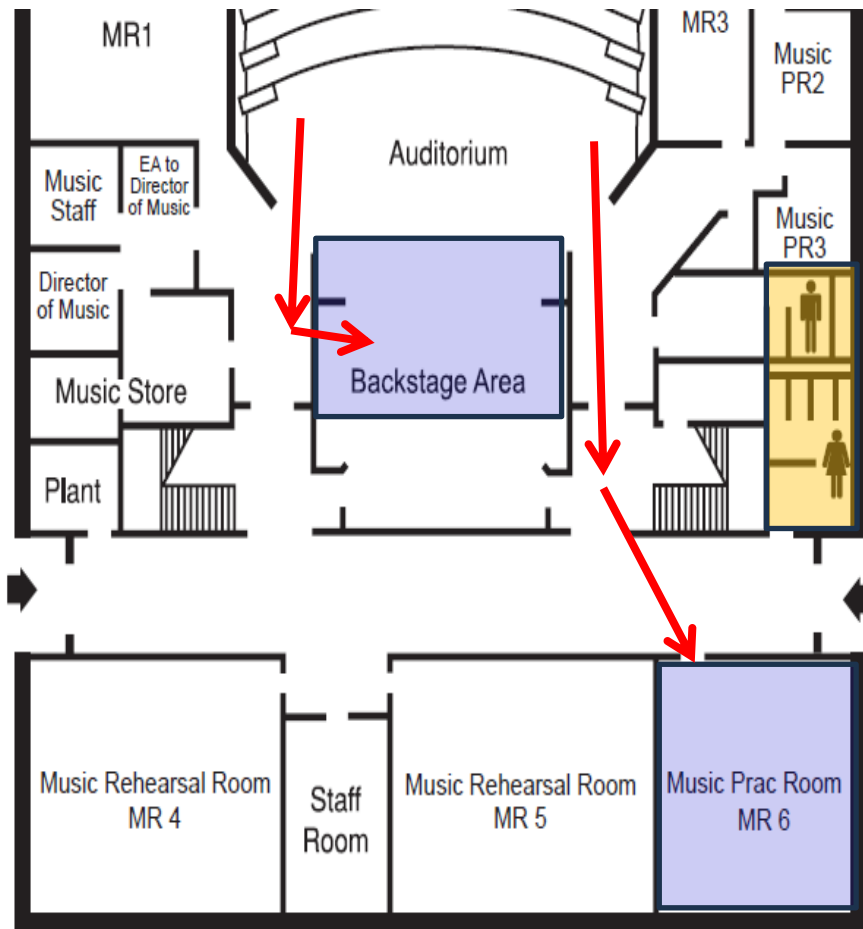 MR1
MR3
Music
PR2
Auditorium
EA to
Director
of Music
Music
Staff
Music
PR3
Director
of Music
Backstage Area
Music Store
Plant
Music Rehearsal Room
MR 4
Staff
Room
Music Rehearsal Room
MR 5
Music Prac Room
MR 6